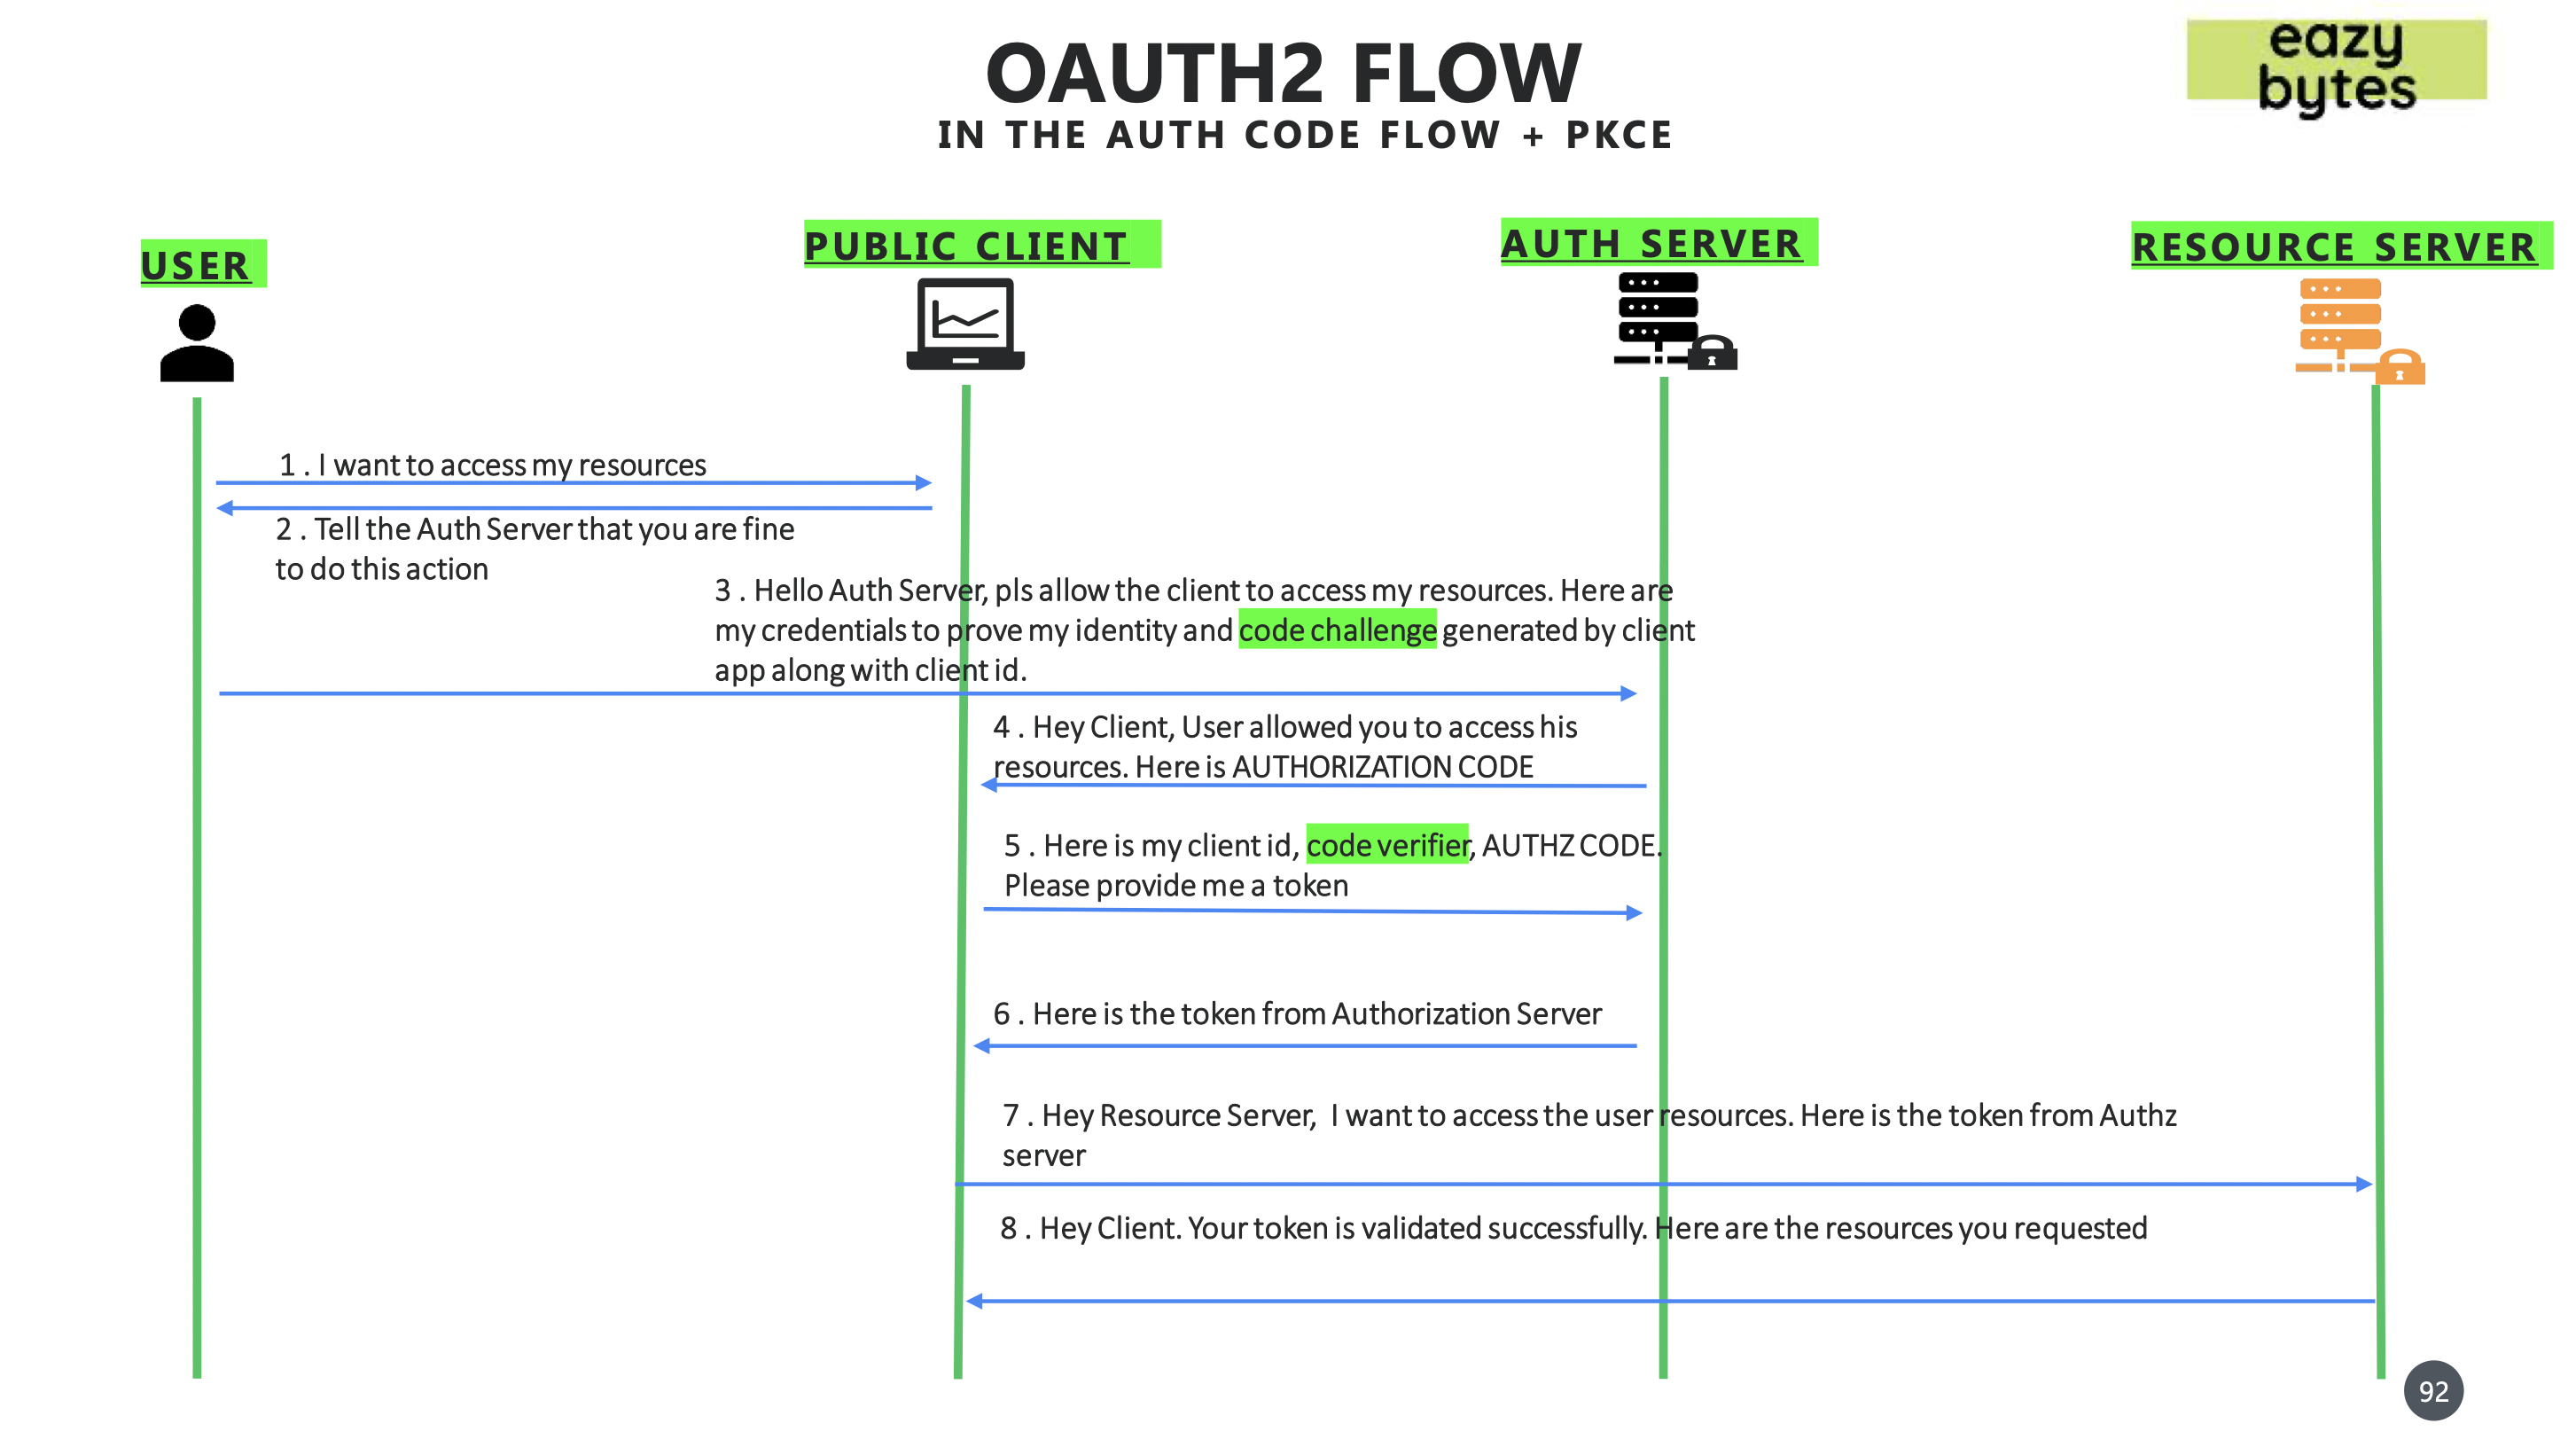 OAUTH2 FLOW
IN THE AUTH CODE FLOW + PKCE
eazy
bytes
USER
PUBLIC CLIENT
AUTH SERVER
RESOURCE SERVER
1 . I want to access my resources
2 . Tell the Auth Server that you are fine
to do this action
3 . Hello Auth Server, pls allow the client to access my resources. Here are
my credentials to prove my identity and code challenge generated by client
app along with client id.
4 . Hey Client, User allowed you to access his
resources. Here is AUTHORIZATION CODE
5 . Here is my client id, code verifier, AUTHZ CODE.
Please provide me a token
6 . Here is the token from Authorization Server
7 . Hey Resource Server,  I want to access the user resources. Here is the token from Authz
server
8 . Hey Client. Your token is validated successfully. Here are the resources you requested
92